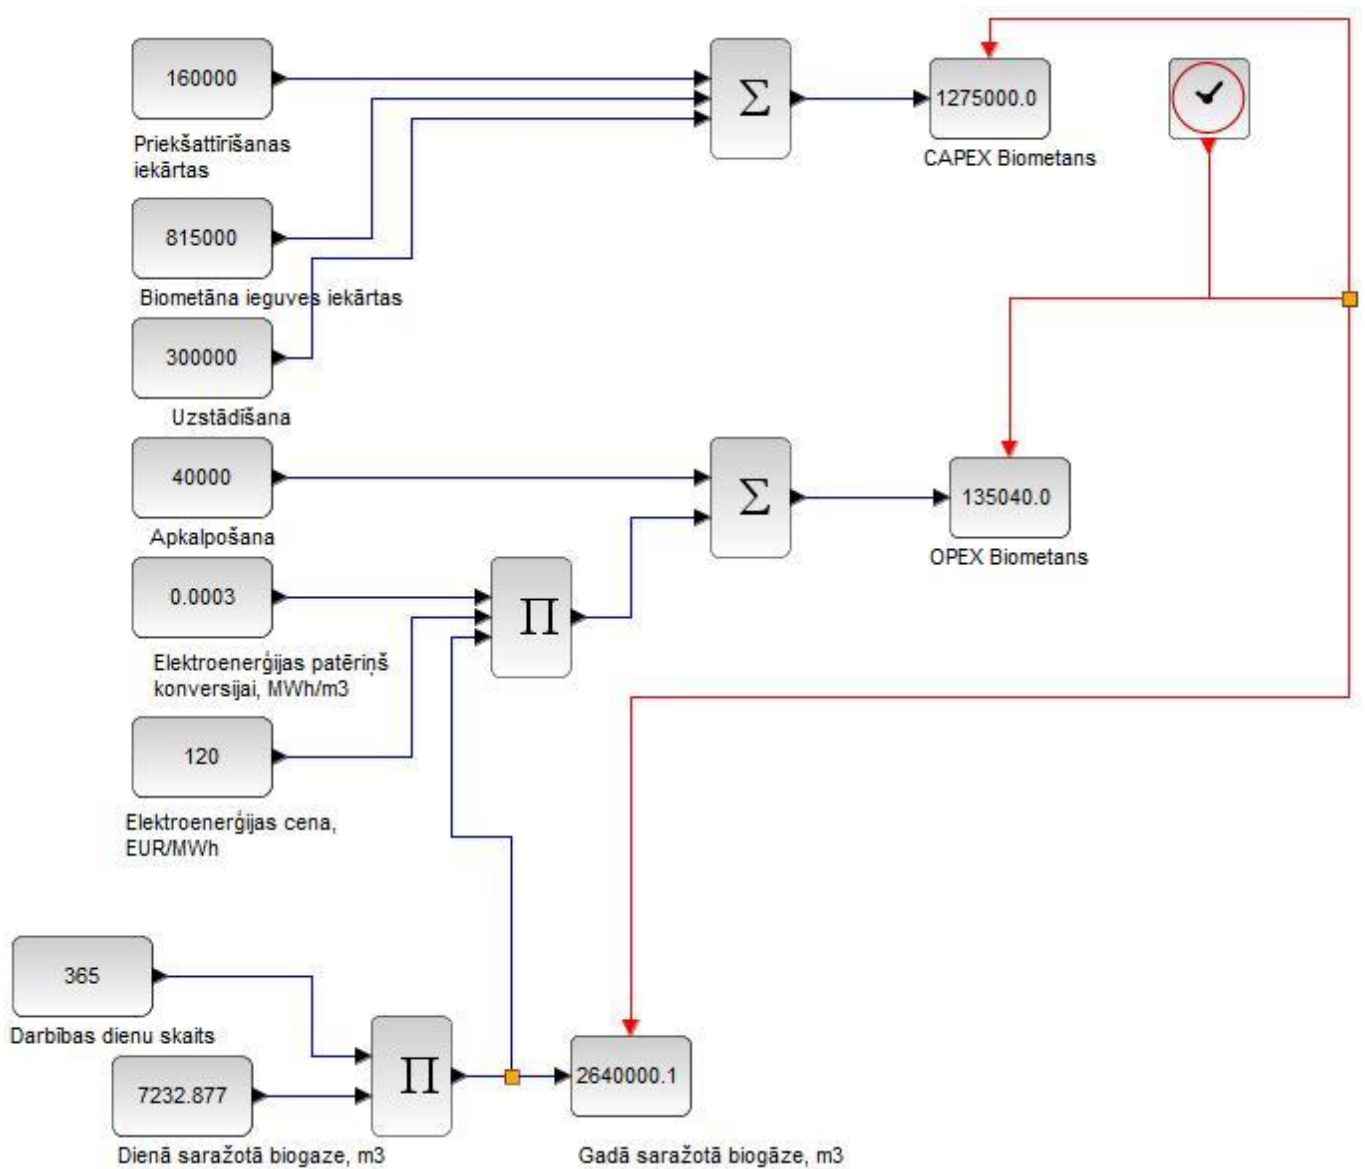 160000
Priekšattīrīšanas
iekārtas
Σ
1275000.0
CAPEX Biometans
815000
Biometāna ieguves iekārtas
300000
Uzstādīšana
40000
Apkalpošana
Σ
135040.0
OPEX Biometans
0.0003
Elektroenerģijas patēriņš
konversijai, MWh/m3
Π
120
Elektroenerģijas cena,
EUR/MWh
365
Darbības dienu skaits
7232.877
Dienā saražotā biogaze, m3
Π
2640000.1
Gadā saražotā biogāze, m3